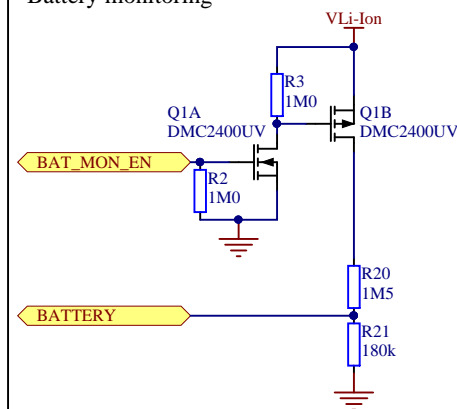 Battery monitoring
VLi-Ion
R3
1M0
Q1A
DMC2400UV
Q1B
DMC2400UV
BAT_MON_EN
R2
1M0
R20
1M5
BATTERY
R21
180k